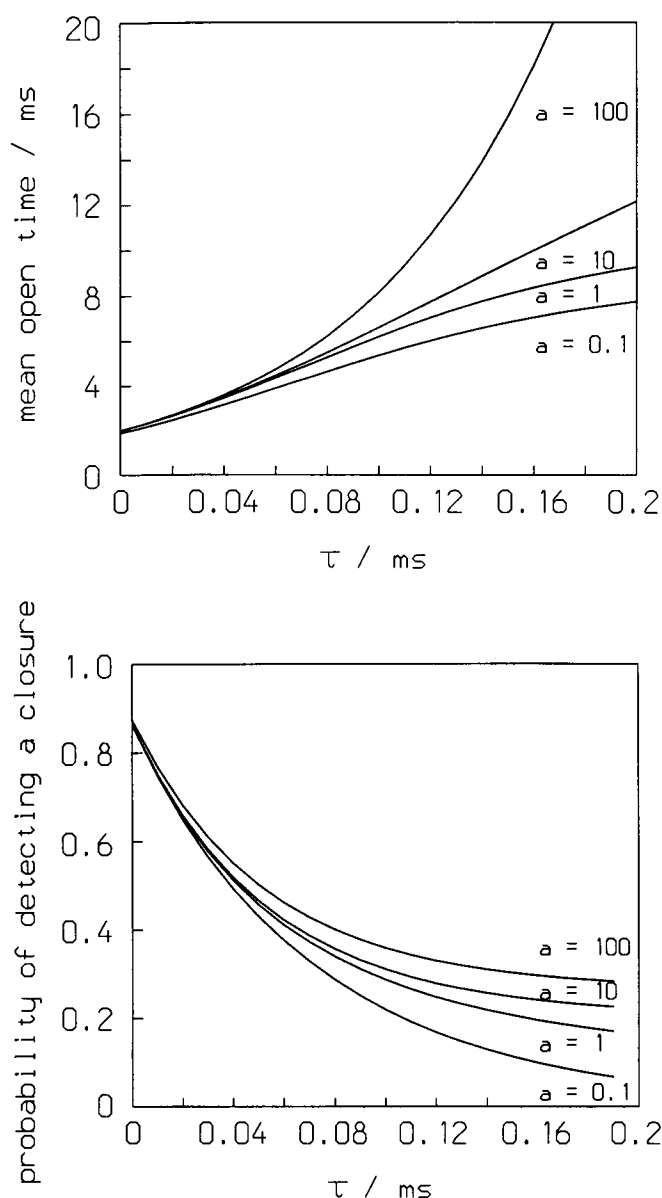 mean open time / ms
20
16
12
8
4
0
a = 100
a = 10
a = 1
a = 0.1
0 0.04 0.08 0.12 0.16 0.2
τ / ms
probability of detecting a closure
1.0
0.8
0.6
0.4
0.2
0
a = 100
a = 10
a = 1
a = 0.1
0 0.04 0.08 0.12 0.16 0.2
τ / ms